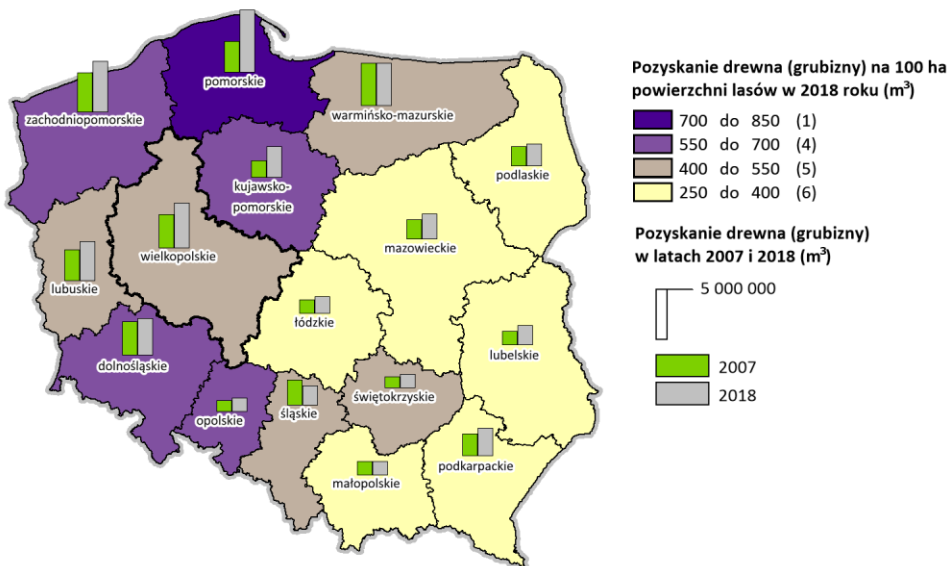 pomorskie
zachodniopomorskie
warmińsko-mazurskie
podlaskie
kujawsko-
pomorskie
mazowieckie
wielkopolskie
lubuskie
łódzkie
lubelskie
dolnośląskie
opolskie
śląskie
świętokrzyskie
małopolskie
podkarpackie
Pozyskanie drewna (grubizny) na 100 ha
powierzchni lasów w 2018 roku (m³)
700 do 850 (1)
550 do 700 (4)
400 do 550 (5)
250 do 400 (6)
Pozyskanie drewna (grubizny)
w latach 2007 i 2018 (m³)
5 000 000
2007
2018